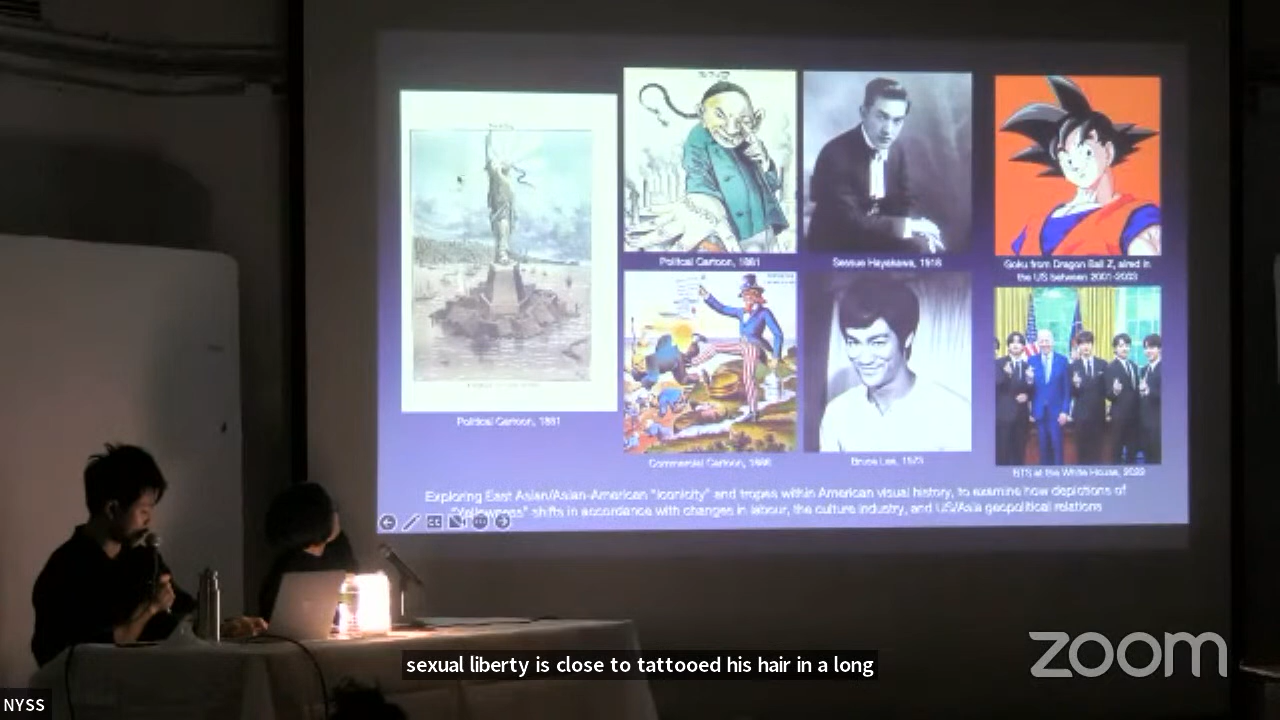 Political Cartoon, 1881
Political Cartoon, 1881
Sessue Hayakawa, 1918
Goku from Dragon Ball Z, aired in
the US between 2001-2003
Commercial Cartoon, 1886
Bruce Lee, 1973
BTS at the White House, 2022
Exploring East Asian/Asian-American "iconicity" and tropes within American visual history, to examine how depictions of
"Yellowness" shifts in accordance with changes in labour, the culture industry, and US/Asia geopolitical relations
sexual liberty is close to tattooed his hair in a long
zoom
NYSS